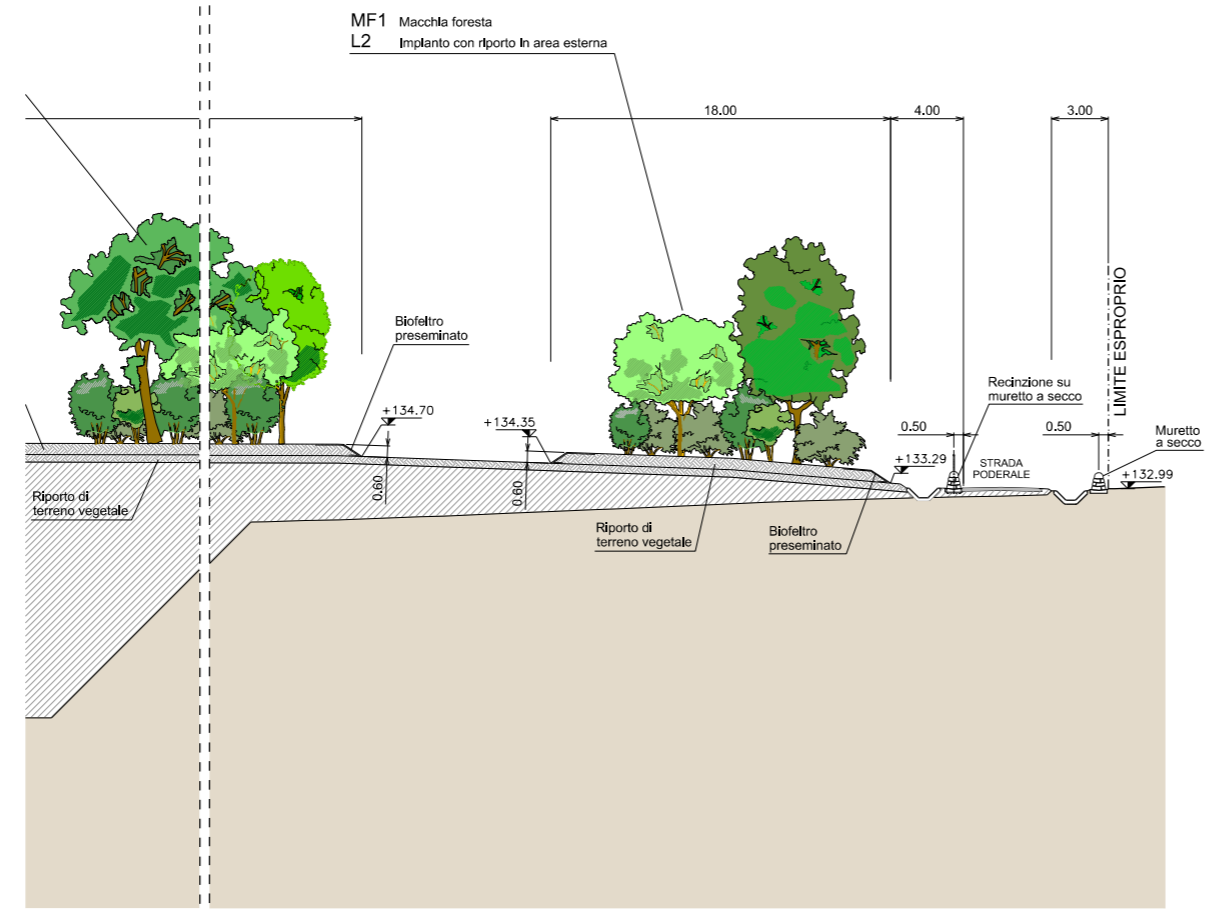 MF1 Macchia foresta
L2 Impianto con riporto in area esterna
18.00
4.00
3.00
LIMITE ESPROPRIO
Biofeltro
preseminato
Recinzione su
muretto a secco
+134.70
+134.35
0.50
0.50
Muretto
a secco
+133.29
STRADA
PODERALE
+132.99
0.60
0.60
Riporto di
terreno vegetale
Riporto di
terreno vegetale
Biofeltro
preseminato